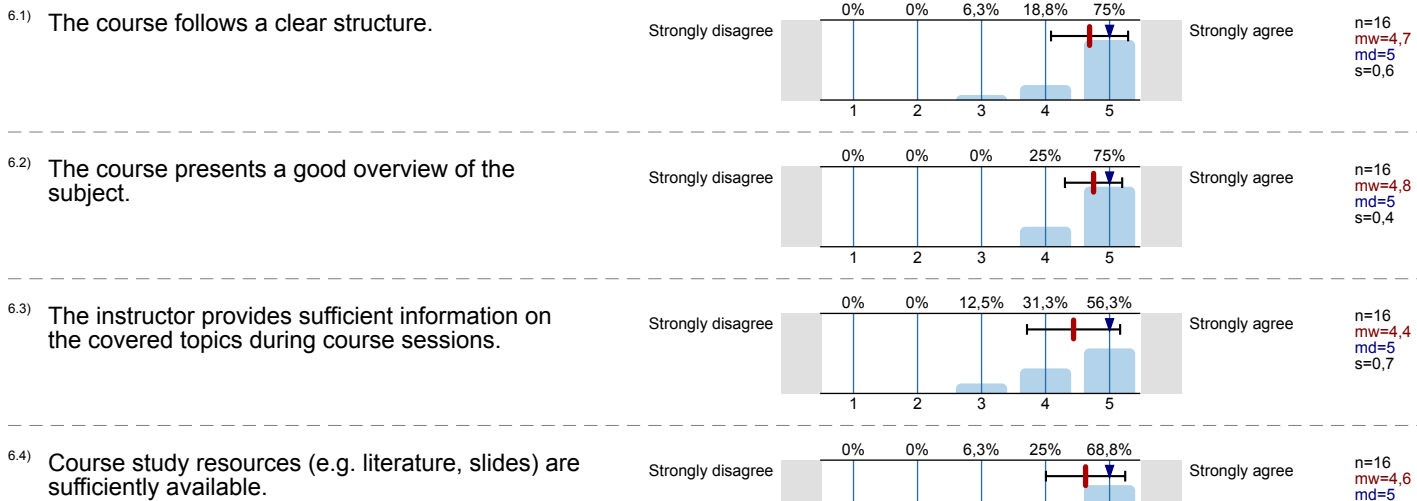 6.1) The course follows a clear structure.
Strongly disagree
0% 0% 6,3% 18,8% 75%
1 2 3 4 5
Strongly agree
n=16
mw=4,7
md=5
s=0,6
6.2) The course presents a good overview of the
subject.
Strongly disagree
0% 0% 0% 25% 75%
1 2 3 4 5
Strongly agree
n=16
mw=4,8
md=5
s=0,4
6.3) The instructor provides sufficient information on
the covered topics during course sessions.
Strongly disagree
0% 0% 12,5% 31,3% 56,3%
1 2 3 4 5
Strongly agree
n=16
mw=4,4
md=5
s=0,7
6.4) Course study resources (e.g. literature, slides) are
sufficiently available.
Strongly disagree
0% 0% 6,3% 25% 68,8%
Strongly agree
n=16
mw=4,6
md=5